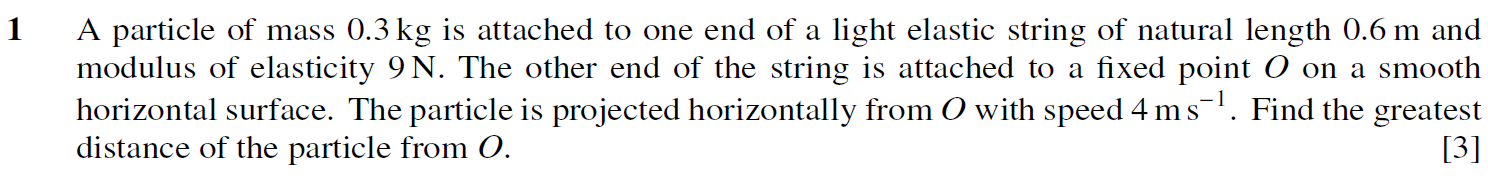 1 A particle of mass 0.3 kg is attached to one end of a light elastic string of natural length 0.6 m and
modulus of elasticity 9 N. The other end of the string is attached to a fixed point O on a smooth
horizontal surface. The particle is projected horizontally from O with speed 4 m s⁻¹. Find the greatest
distance of the particle from O. [3]